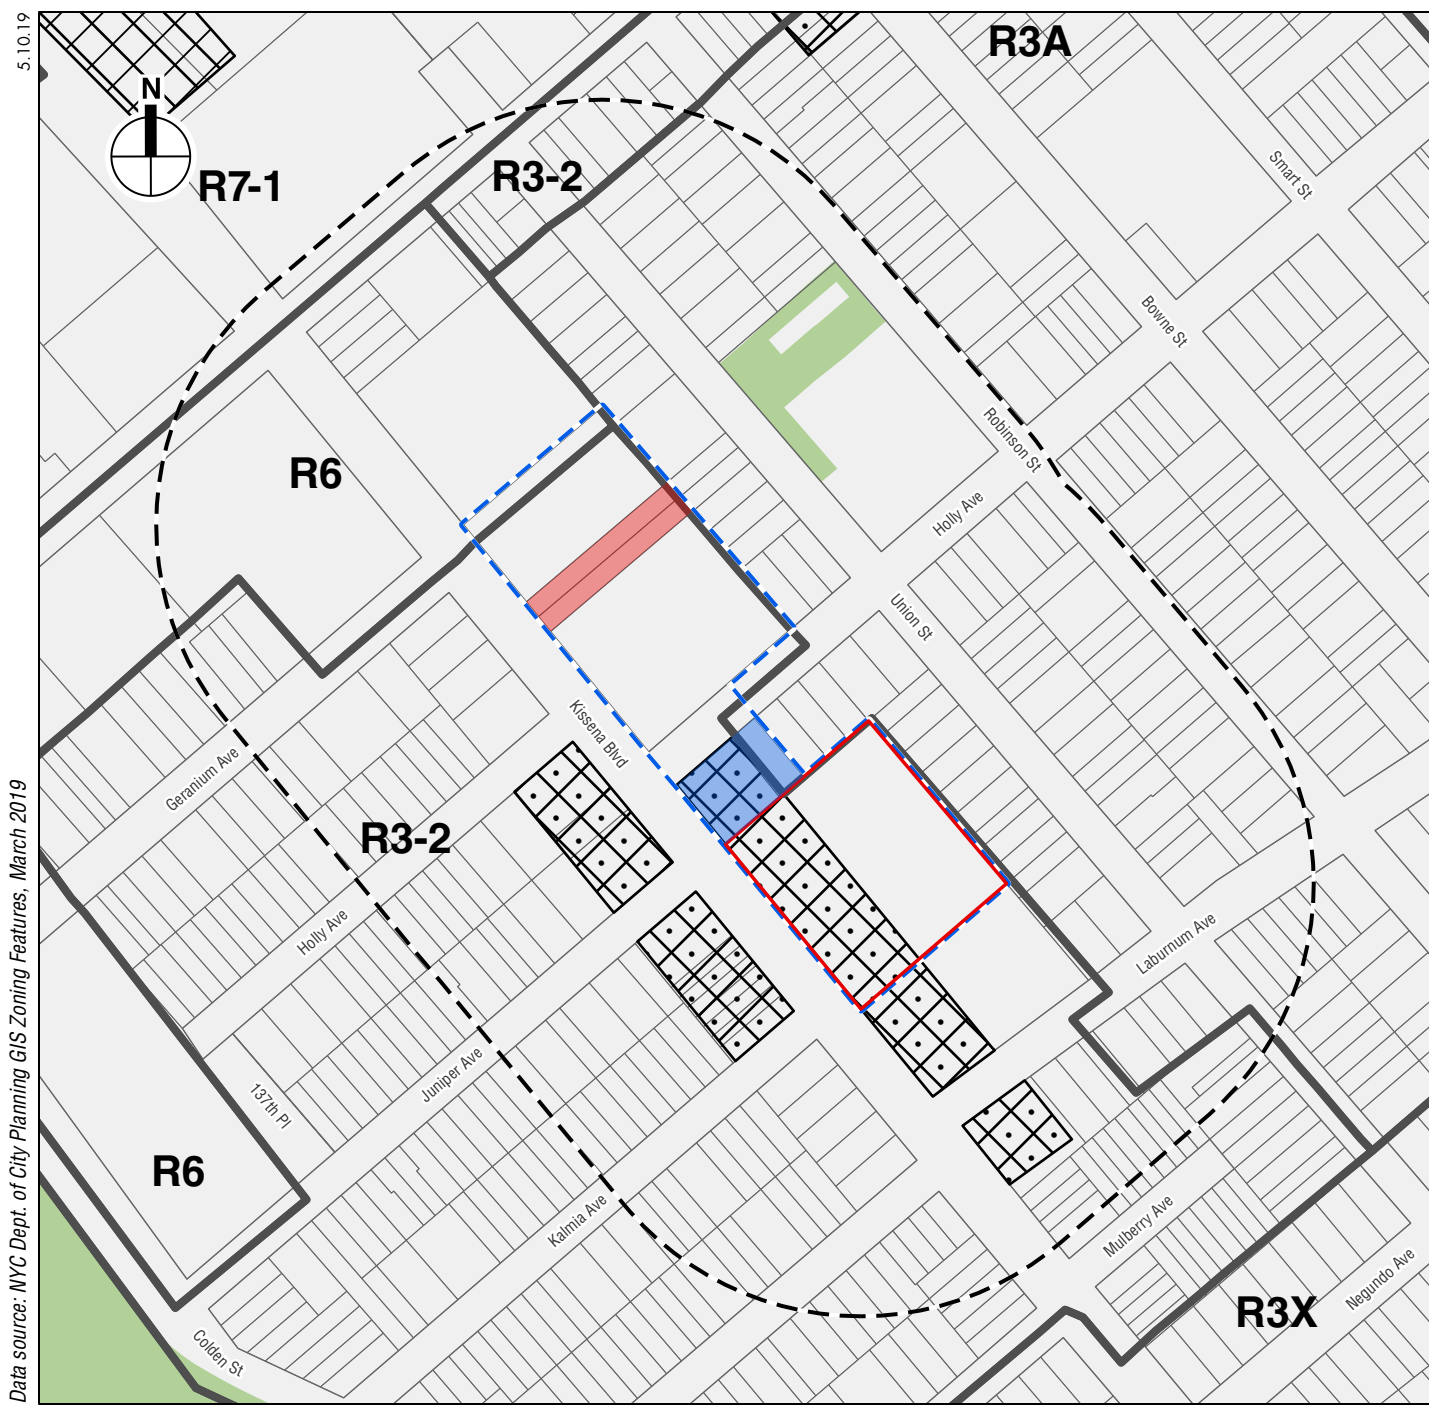 5.10.19
R3A
N
R7-1
R3-2
Smart St
Bowne St
R6
Robinson St
Holly Ave
Union St
Kissena Blvd
Geranium Ave
R3-2
Holly Ave
Laburnum Ave
Juniper Ave
137th Pl
R6
Kalmia Ave
Mulberry Ave
Negundo Ave
R3X
Colden St
Data source: NYC Dept. of City Planning GIS Zoning Features, March 2019